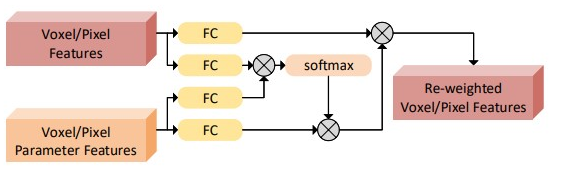 Voxel/Pixel
Features
FC
FC
softmax
FC
Voxel/Pixel
Parameter Features
FC
Re-weighted
Voxel/Pixel Features